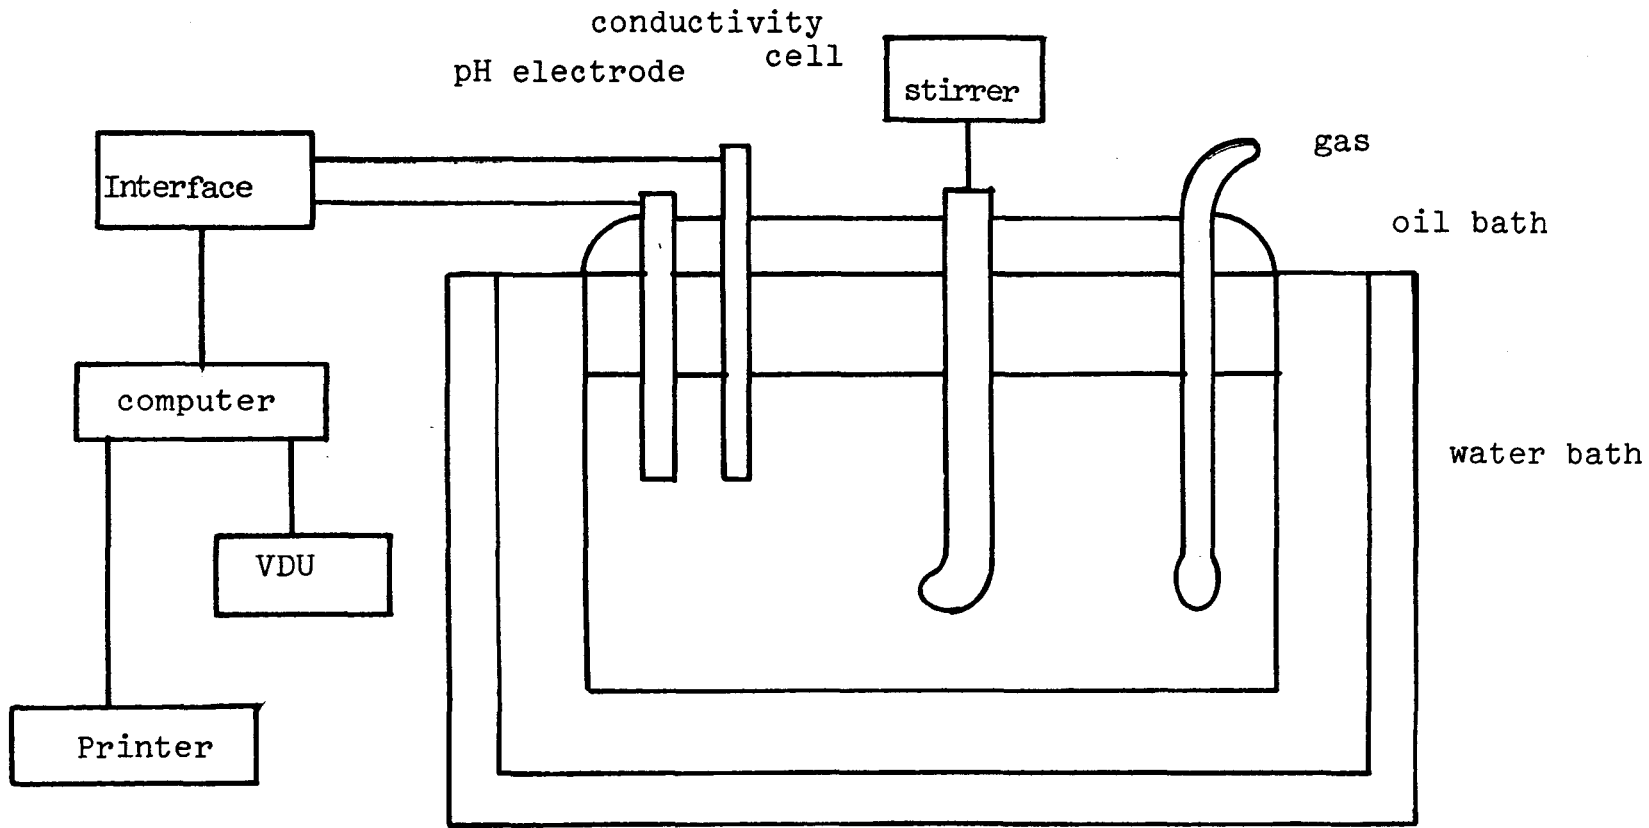 conductivity
cell
pH electrode
stirrer
gas
Interface
oil bath
computer
water bath
VDU
Printer